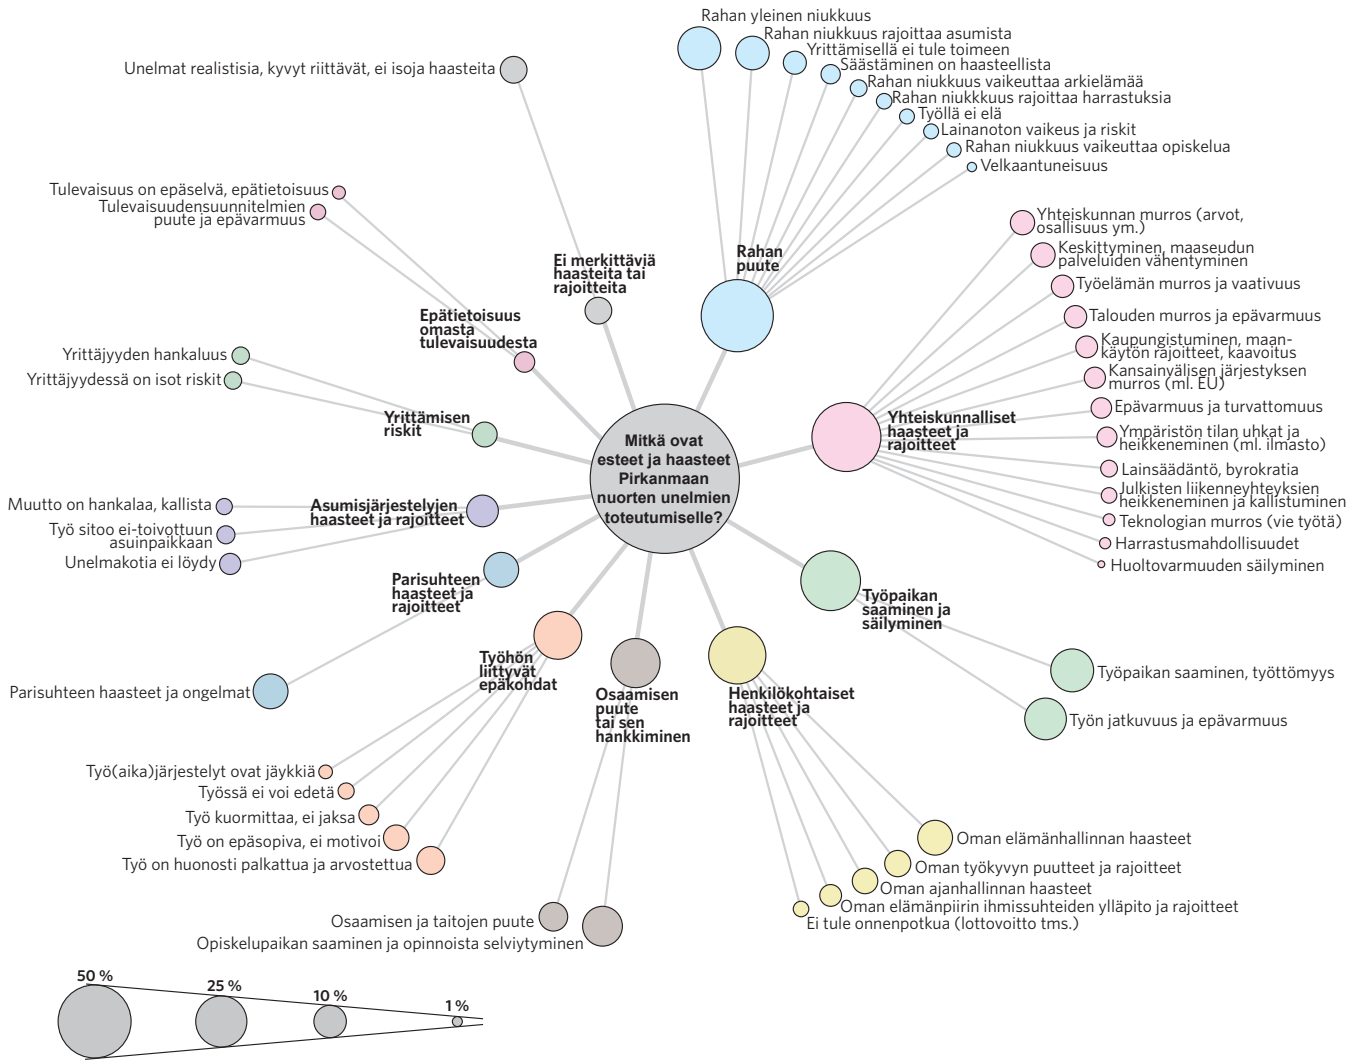 Rahan yleinen niukkuus
Rahan niukkuus rajoittaa asumista
Yrittämisellä ei tule toimeen
Säästäminen on haasteellista
Rahan niukkuus vaikeuttaa arkielämää
Rahan niukkkuus rajoittaa harrastuksia
Työllä ei elä
Lainanoton vaikeus ja riskit
Rahan niukkuus vaikeuttaa opiskelua
Velkaantuneisuus
Rahan
puute
Unelmat realistisia, kyvyt riittävät, ei isoja haasteita
Ei merkittäviä
haasteita tai
rajoitteita
Tulevaisuus on epäselvä, epätietoisuus
Tulevaisuudensuunnitelmien
puute ja epävarmuus
Epätietoisuus
omasta
tulevaisuudesta
Yhteiskunnan murros (arvot,
osallisuus ym.)
Keskittyminen, maaseudun
palveluiden vähentyminen
Työelämän murros ja vaativuus
Talouden murros ja epävarmuus
Kaupungistuminen, maan-
käytön rajoitteet, kaavoitus
Kansainvälisen järjestyksen
murros (ml. EU)
Epävarmuus ja turvattomuus
Ympäristön tilan uhkat ja
heikkeneminen (ml. ilmasto)
Lainsäädäntö, byrokratia
Julkisten liikenneyhteyksien
heikkeneminen ja kallistuminen
Teknologian murros (vie työtä)
Harrastusmahdollisuudet
Huoltovarmuuden säilyminen
Yhteiskunnalliset
haasteet ja
rajoitteet
Yrittäjyyden hankaluus
Yrittäjyydessä on isot riskit
Yrittämisen
riskit
Mitkä ovat
esteet ja haasteet
Pirkanmaan
nuorten unelmien
toteutumiselle?
Muutto on hankalaa, kallista
Työ sitoo ei-toivottuun
asuinpaikkaan
Unelmakotia ei löydy
Asumisjärjestelyjen
haasteet ja rajoitteet
Parisuhteen
haasteet ja
rajoitteet
Parisuhteen haasteet ja ongelmat
Työpaikan
saaminen ja
säilyminen
Työpaikan saaminen, työttömyys
Työn jatkuvuus ja epävarmuus
Työhön
liittyvät
epäkohdat
Työ(aika)järjestelyt ovat jäykkiä
Työssä ei voi edetä
Työ kuormittaa, ei jaksa
Työ on epäsopiva, ei motivoi
Työ on huonosti palkattua ja arvostettua
Osaamisen
puute
tai sen
hankkiminen
Osaamisen ja taitojen puute
Opiskelupaikan saaminen ja opinnoista selviytyminen
Henkilökohtaiset
haasteet ja
rajoitteet
Oman elämänhallinnan haasteet
Oman työkyvyn puutteet ja rajoitteet
Oman ajanhallinnan haasteet
Oman elämänpiirin ihmissuhteiden ylläpito ja rajoitteet
Ei tule onnenpotkua (lottovoitto tms.)
50 %
25 %
10 %
1 %